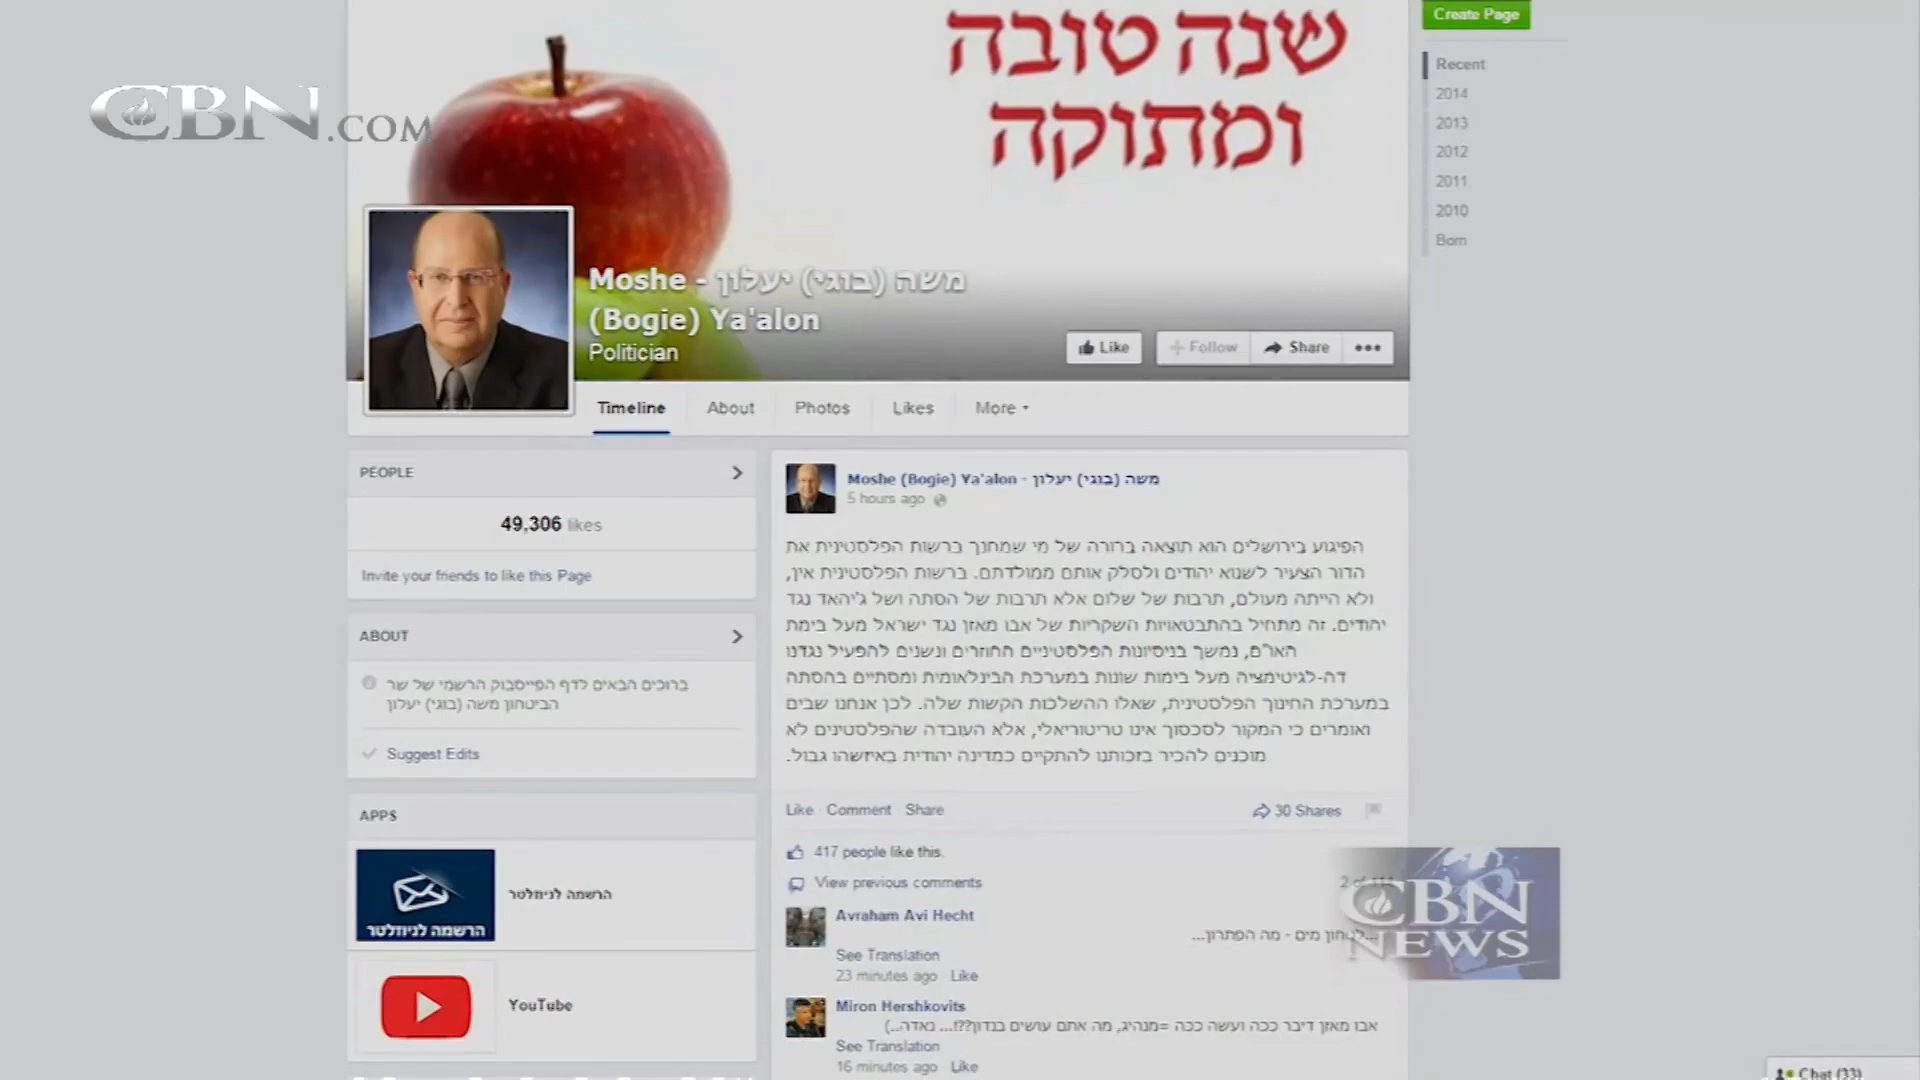 שנה טובה
ומתוקה
Create Page
Recent
2014
2013
2012
2011
2010
Born
CBN.COM
Moshe - משה (בוגי) יעלון
(Bogie) Ya'alon
Politician
Like
Follow
Share
Timeline
About
Photos
Likes
More
PEOPLE
49,306 likes
Invite your friends to like this Page
ABOUT
ברוכים הבאים לדף הפייסבוק הרשמי של שר
הביטחון משה (בוגי) יעלון
Suggest Edits
APPS
הרשמה לניוזלטר
הרשמה לניוזלטר
YouTube
Moshe (Bogie) Ya'alon - משה (בוגי) יעלון
5 hours ago
הפיגוע בירושלים הוא תוצאה ברורה של מי שמחנך ברשות הפלסטינית את
הדור הצעיר לשנוא יהודים ולסלק אותם ממולדתם. ברשות הפלסטינית אין,
ולא הייתה מעולם, תרבות של שלום אלא תרבות של הסתה ושל ג'יהאד נגד
יהודים. זה מתחיל בהתבטאויות השקריות של אבו מאזן נגד ישראל מעל בימת
האו"ם, נמשך בניסיונות הפלסטיניים החוזרים ונשנים להפעיל נגדנו
דה-לגיטימציה מעל בימות שונות במערכת הבינלאומית ומסתיים בהסתה
במערכת החינוך הפלסטינית, שאלו ההשלכות הקשות שלה. לכן אנחנו שבים
ואומרים כי המקור לסכסוך אינו טריטוריאלי, אלא העובדה שהפלסטינים לא
מוכנים להכיר בזכותנו להתקיים כמדינה יהודית באיזשהו גבול.
Like · Comment · Share
30 Shares
417 people like this.
View previous comments
2 of
Avraham Avi Hecht
מים - מה הפתרון...
See Translation
23 minutes ago · Like
Miron Hershkovits
אבו מאזן דיבר ככה ועשה ככה =מנהיג, מה אתם עושים בנדון??!... נאדה..)
See Translation
16 minutes ago · Like
CBN
NEWS
Chat (33)